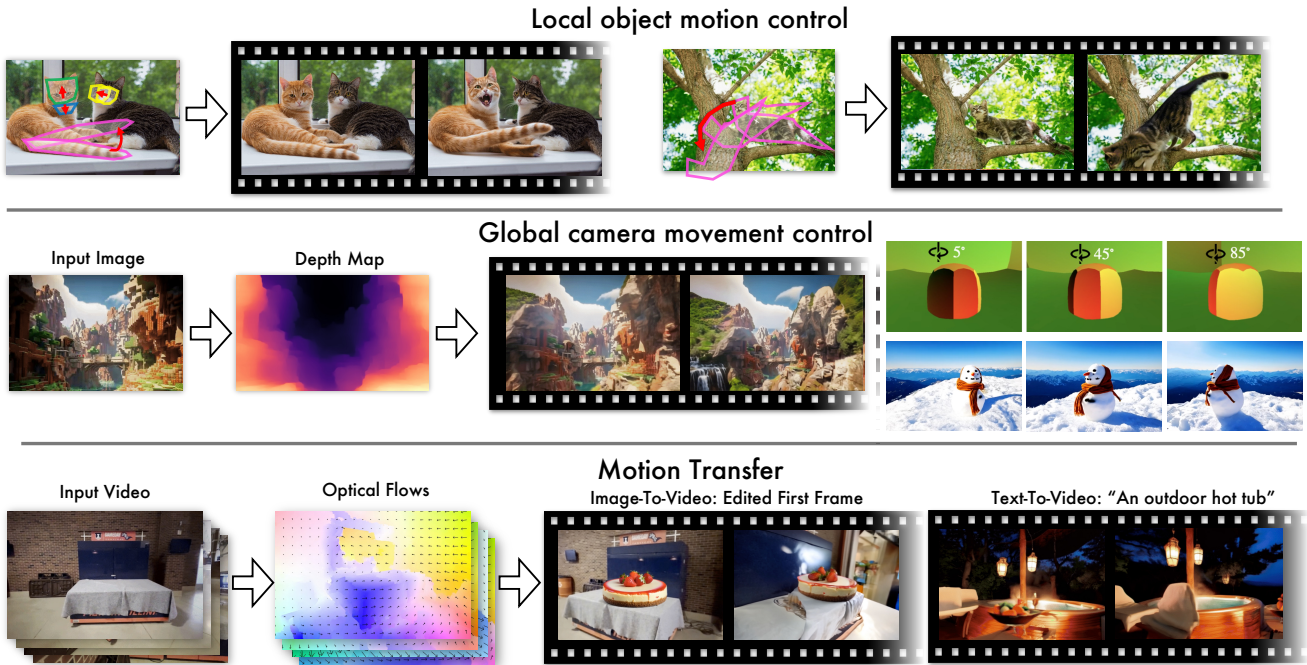 Local object motion control
Global camera movement control
Input Image
Depth Map
5°
45°
85°
Motion Transfer
Input Video
Optical Flows
Image-To-Video: Edited First Frame
Text-To-Video: “An outdoor hot tub”